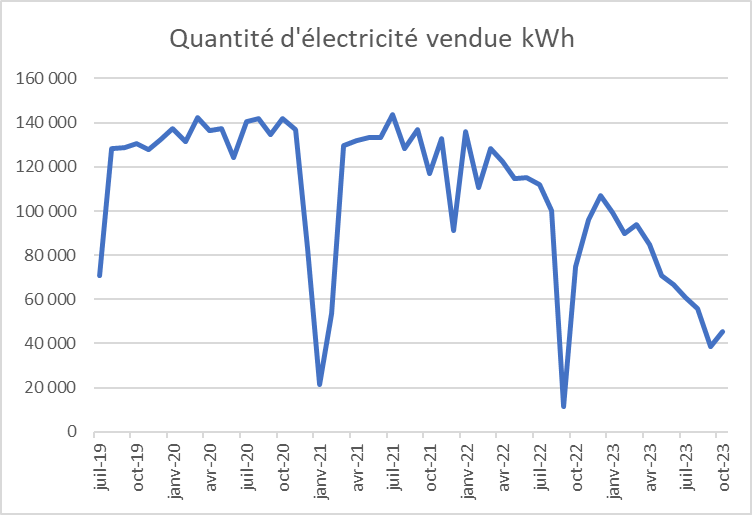 Quantité d'électricité vendue kWh
160 000
140 000
120 000
100 000
80 000
60 000
40 000
20 000
0
juil-19
oct-19
janv-20
avr-20
juil-20
oct-20
janv-21
avr-21
juil-21
oct-21
janv-22
avr-22
juil-22
oct-22
janv-23
avr-23
juil-23
oct-23